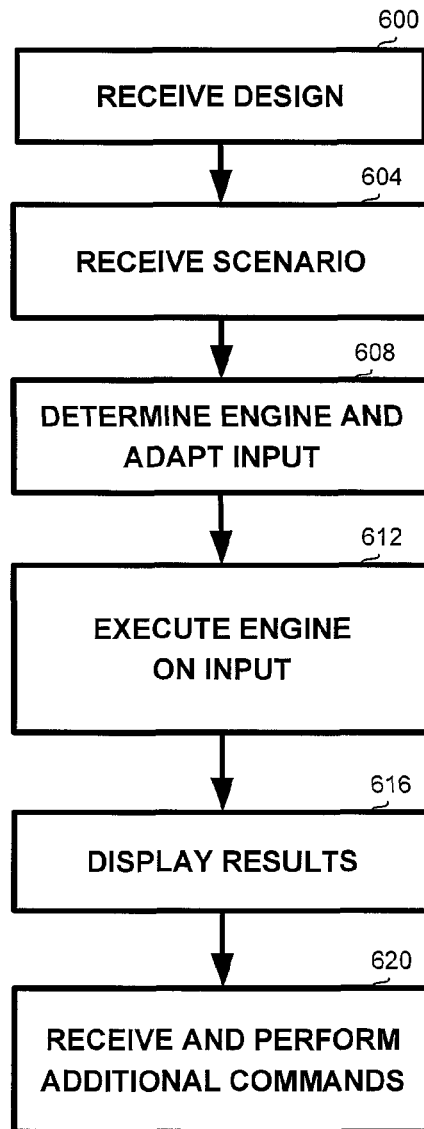 600
RECEIVE DESIGN
604
RECEIVE SCENARIO
608
DETERMINE ENGINE AND
ADAPT INPUT
612
EXECUTE ENGINE
ON INPUT
616
DISPLAY RESULTS
620
RECEIVE AND PERFORM
ADDITIONAL COMMANDS